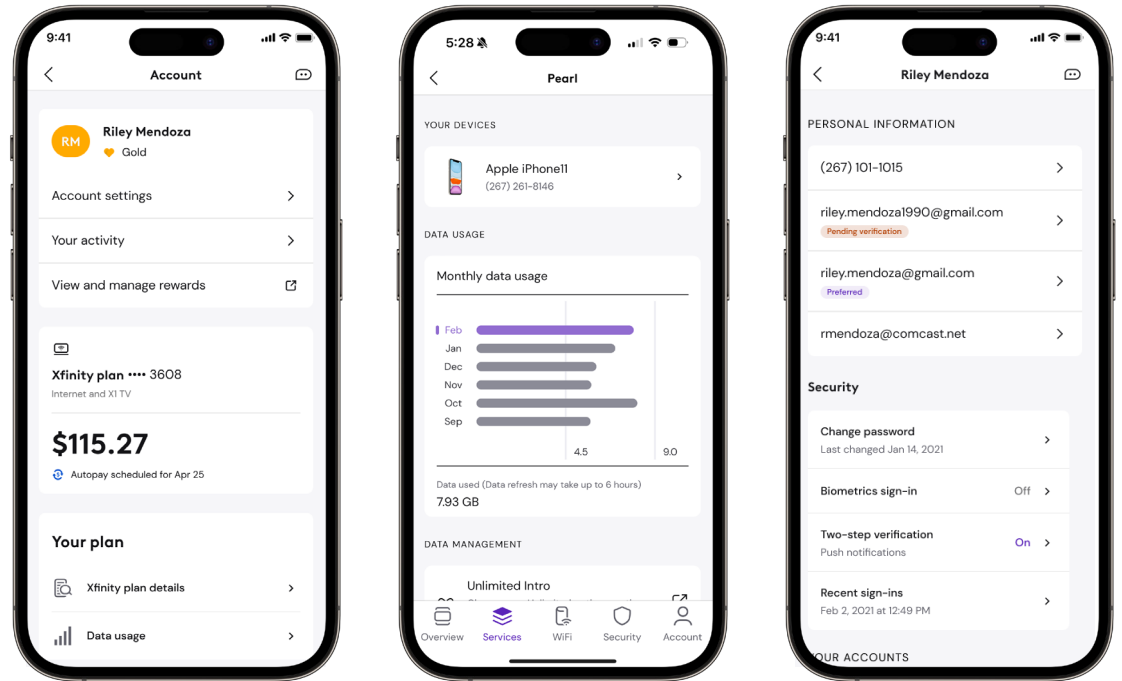 9:41
Account
RM
Riley Mendoza
Gold
Account settings
Your activity
View and manage rewards
Xfinity plan •••• 3608
Internet and X1 TV
$115.27
Autopay scheduled for Apr 25
Your plan
Xfinity plan details
Data usage
5:28
Pearl
YOUR DEVICES
Apple iPhone11
(267) 261-8146
DATA USAGE
Monthly data usage
Feb
Jan
Dec
Nov
Oct
Sep
4.5 9.0
Data used (Data refresh may take up to 6 hours)
7.93 GB
DATA MANAGEMENT
Unlimited Intro
Overview Services WiFi Security Account
9:41
Riley Mendoza
PERSONAL INFORMATION
(267) 101-1015
riley.mendoza1990@gmail.com
Pending verification
riley.mendoza@gmail.com
Preferred
rmendoza@comcast.net
Security
Change password
Last changed Jan 14, 2021
Biometrics sign-in Off
Two-step verification On
Push notifications
Recent sign-ins
Feb 2, 2021 at 12:49 PM
YOUR ACCOUNTS